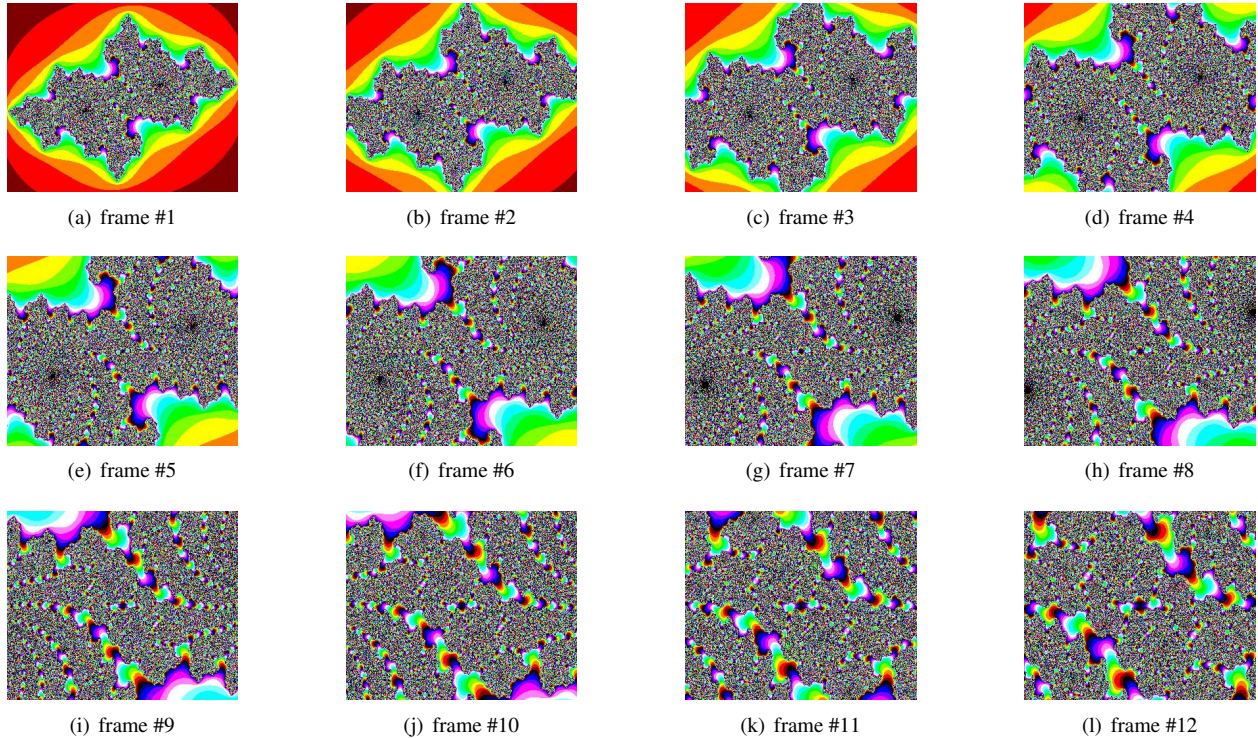 (a) frame #1
(b) frame #2
(c) frame #3
(d) frame #4
(e) frame #5
(f) frame #6
(g) frame #7
(h) frame #8
(i) frame #9
(j) frame #10
(k) frame #11
(l) frame #12